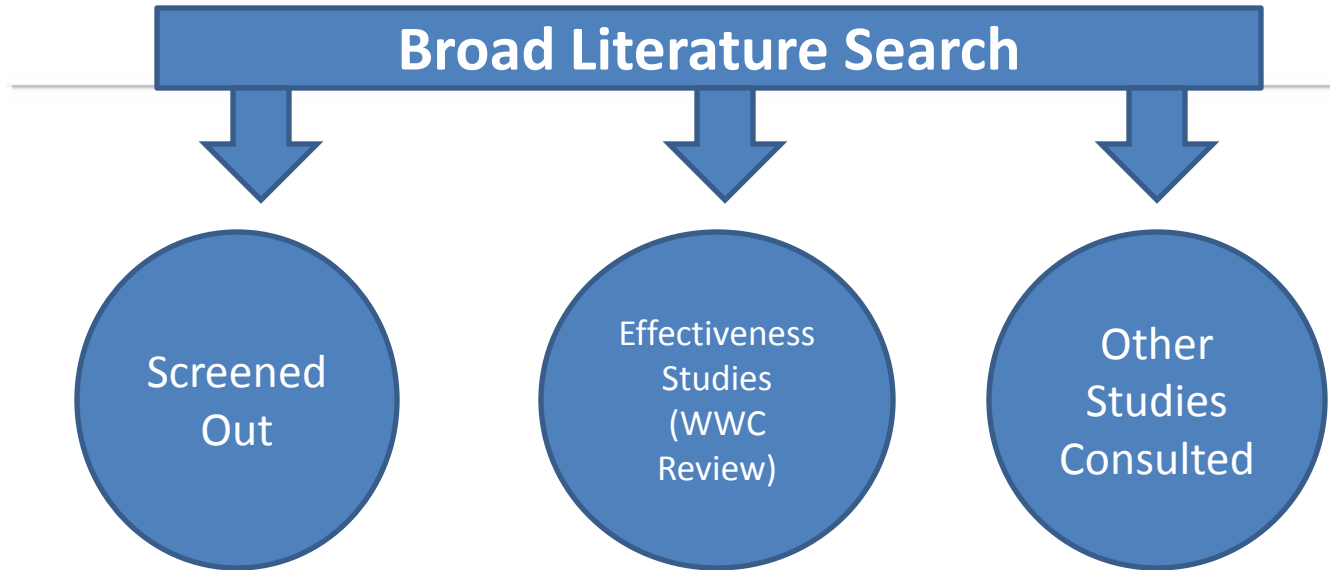 Broad Literature Search
Screened
Out
Effectiveness
Studies
(WWC
Review)
Other
Studies
Consulted